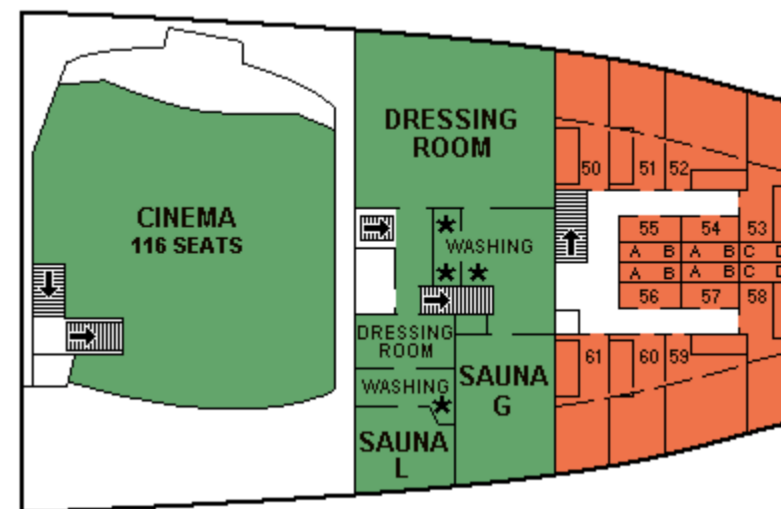 CINEMA
116 SEATS
DRESSING
ROOM
WASHING
DRESSING
ROOM
WASHING
SAUNA
L
SAUNA
G
50 51 52
55 54 53
A B A B C D
A B A B C D
56 57 58
61 60 59